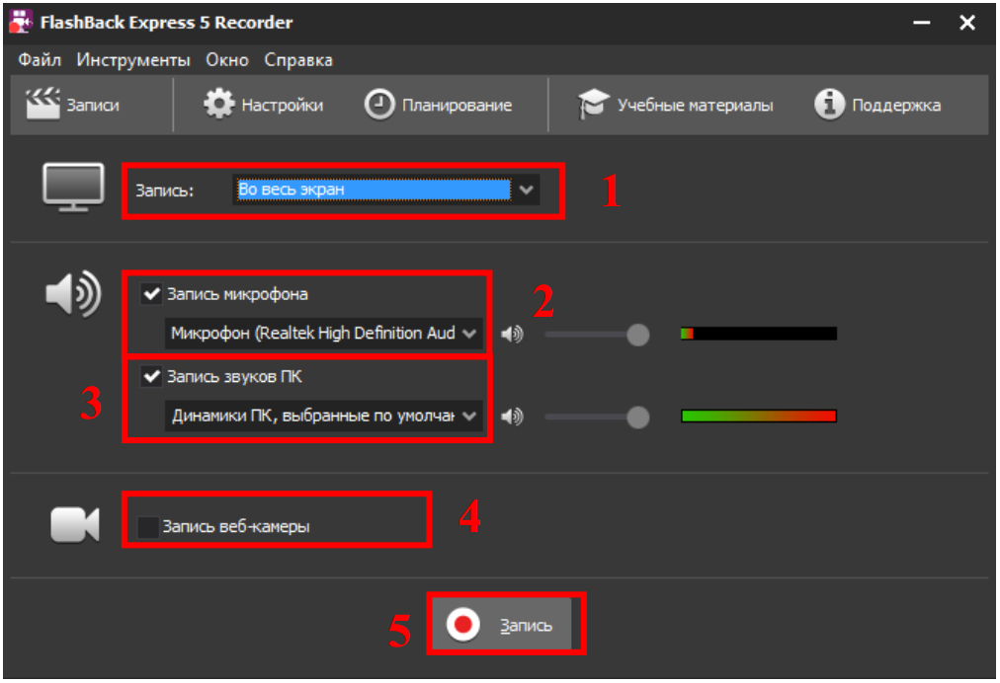 FlashBack Express 5 Recorder
Файл Инструменты Окно Справка
Записи Настройки Планирование Учебные материалы Поддержка
Запись: Во весь экран 1
Запись микрофона 2
Микрофон (Realtek High Definition Aud
3 Запись звуков ПК
Динамики ПК, выбранные по умолчан
Запись веб-камеры 4
5 Запись